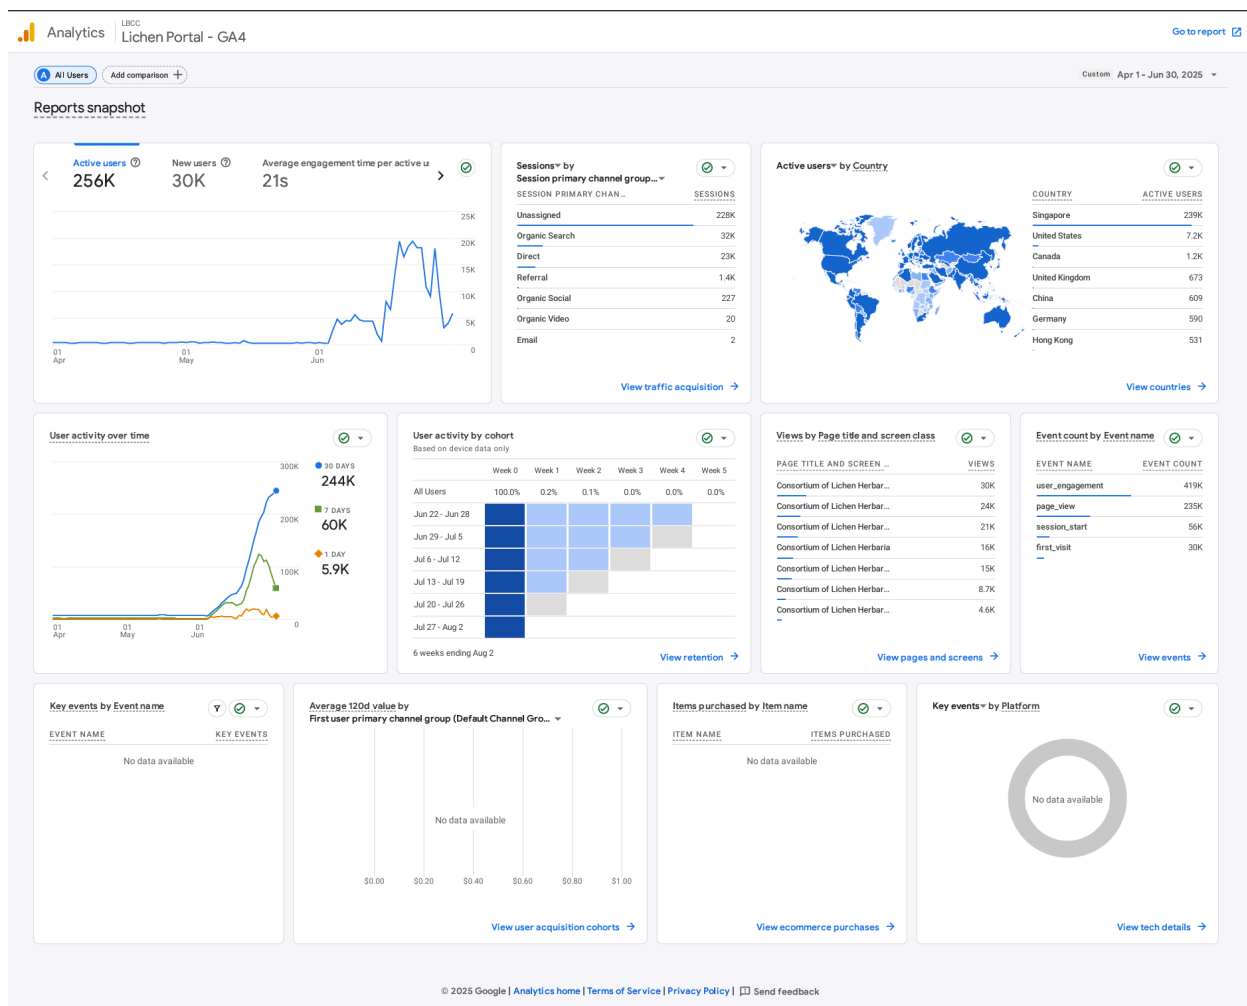 LBCC
Analytics
Lichen Portal - GA4
Go to report
A All Users
Add comparison +
Custom Apr 1 - Jun 30, 2025
Reports snapshot
Active users
256K
New users
30K
Average engagement time per active u
21s
25K
20K
15K
10K
5K
0
01 Apr
01 May
01 Jun
Sessions by
Session primary channel group...
SESSION PRIMARY CHAN... SESSIONS
Unassigned 228K
Organic Search 32K
Direct 23K
Referral 1.4K
Organic Social 227
Organic Video 20
Email 2
View traffic acquisition
Active users by Country
COUNTRY ACTIVE USERS
Singapore 239K
United States 7.2K
Canada 1.2K
United Kingdom 673
China 609
Germany 590
Hong Kong 531
View countries
User activity over time
300K
200K
100K
0
01 Apr
01 May
01 Jun
30 DAYS
244K
7 DAYS
60K
1 DAY
5.9K
User activity by cohort
Based on device data only
Week 0 Week 1 Week 2 Week 3 Week 4 Week 5
All Users 100.0% 0.2% 0.1% 0.0% 0.0% 0.0%
Jun 22 - Jun 28
Jun 29 - Jul 5
Jul 6 - Jul 12
Jul 13 - Jul 19
Jul 20 - Jul 26
Jul 27 - Aug 2
6 weeks ending Aug 2
View retention
Views by Page title and screen class
PAGE TITLE AND SCREEN ... VIEWS
Consortium of Lichen Herbar... 30K
Consortium of Lichen Herbar... 24K
Consortium of Lichen Herbar... 21K
Consortium of Lichen Herbaria 16K
Consortium of Lichen Herbar... 15K
Consortium of Lichen Herbar... 8.7K
Consortium of Lichen Herbar... 4.6K
View pages and screens
Event count by Event name
EVENT NAME EVENT COUNT
user_engagement 419K
page_view 235K
session_start 56K
first_visit 30K
View events
Key events by Event name
EVENT NAME KEY EVENTS
No data available
Average 120d value by
First user primary channel group (Default Channel Gro...
No data available
$0.00 $0.20 $0.40 $0.60 $0.80 $1.00
View user acquisition cohorts
Items purchased by Item name
ITEM NAME ITEMS PURCHASED
No data available
View ecommerce purchases
Key events by Platform
No data available
View tech details
© 2025 Google | Analytics home | Terms of Service | Privacy Policy | Send feedback